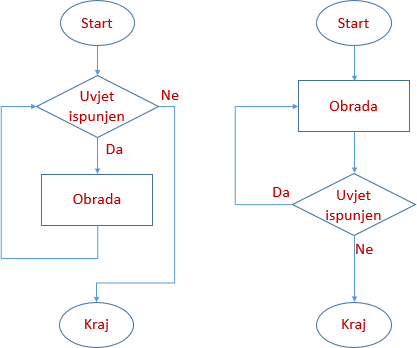 Start
Uvjet
ispunjen
Ne
Da
Obrada
Kraj
Start
Obrada
Da
Uvjet
ispunjen
Ne
Kraj